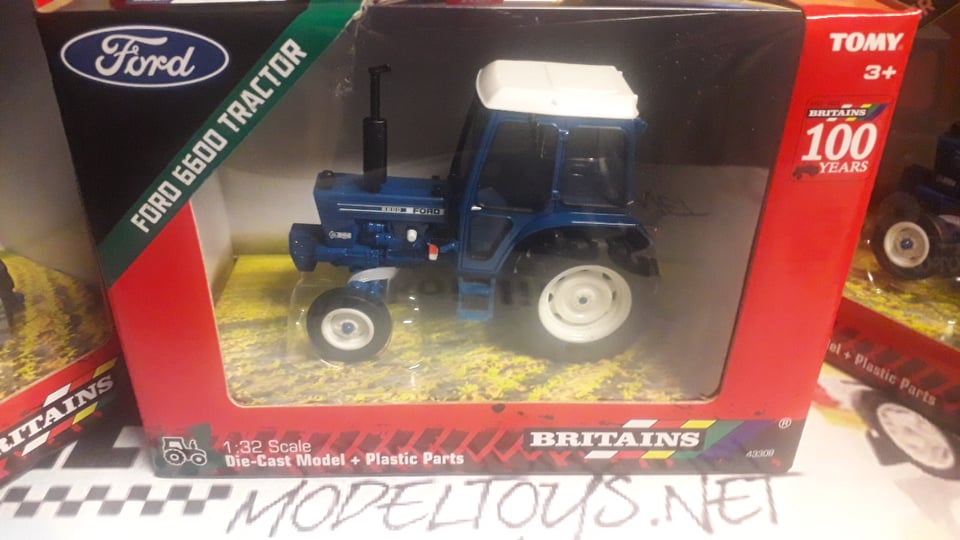 Ford
FORD 6600 TRACTOR
TOMY
3+
BRITAINS
100
YEARS
6600 FORD
1:32 Scale
Die-Cast Model + Plastic Parts
BRITAINS®
43308
BRITAINS
el + Plastic Parts
MODELTOYS.NET